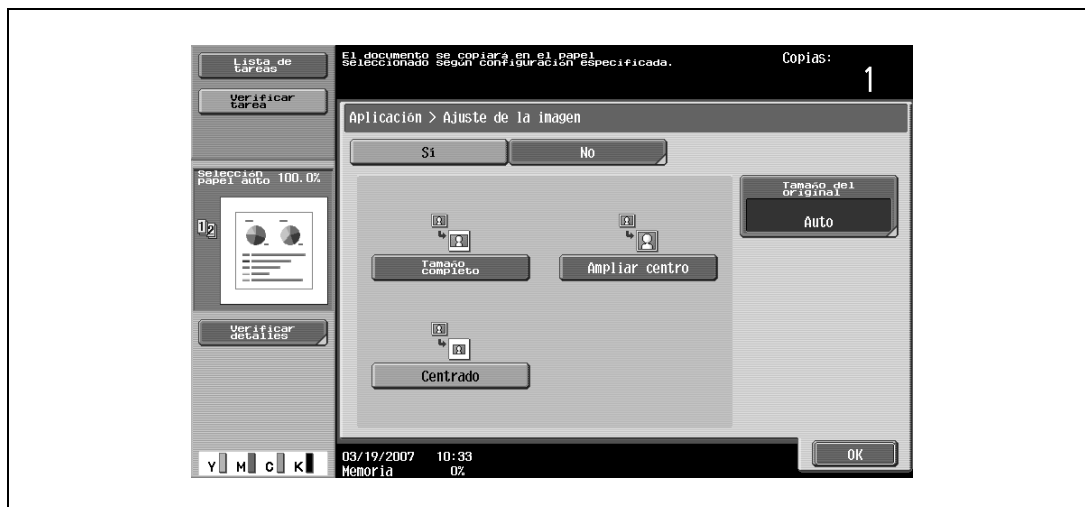 Lista de
tareas
Verificar
tarea
El documento se copiará en el papel
seleccionado según configuración especificada.
Copias:
1
Aplicación > Ajuste de la imagen
Sí
No
Selección
papel auto 100.0%
1 2
Tamaño del
original
Auto
Tamaño
completo
Ampliar centro
Verificar
detalles
Centrado
Y M C K
03/19/2007 10:33
Memoria 0%
OK